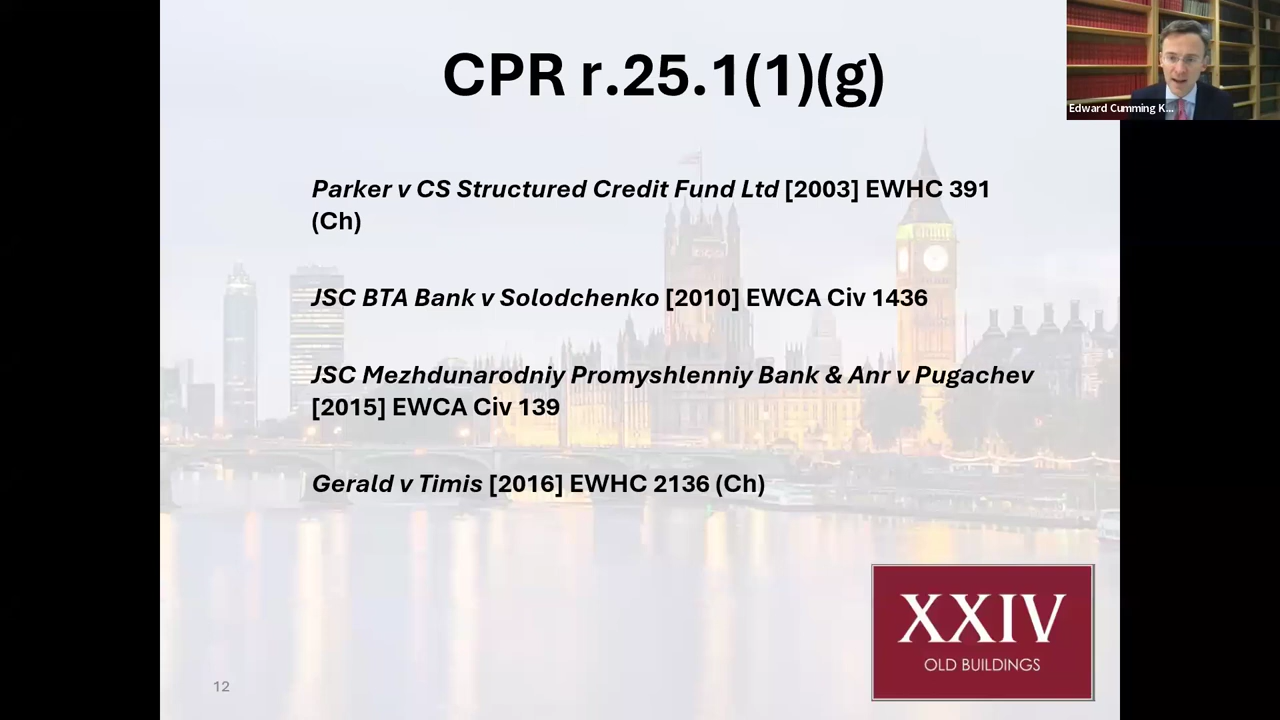 CPR r.25.1(1)(g)
Edward Cumming K...
Parker v CS Structured Credit Fund Ltd [2003] EWHC 391
(Ch)
JSC BTA Bank v Solodchenko [2010] EWCA Civ 1436
JSC Mezhdunarodniy Promyshlenniy Bank & Anr v Pugachev
[2015] EWCA Civ 139
Gerald v Timis [2016] EWHC 2136 (Ch)
XXIV
OLD BUILDINGS
12